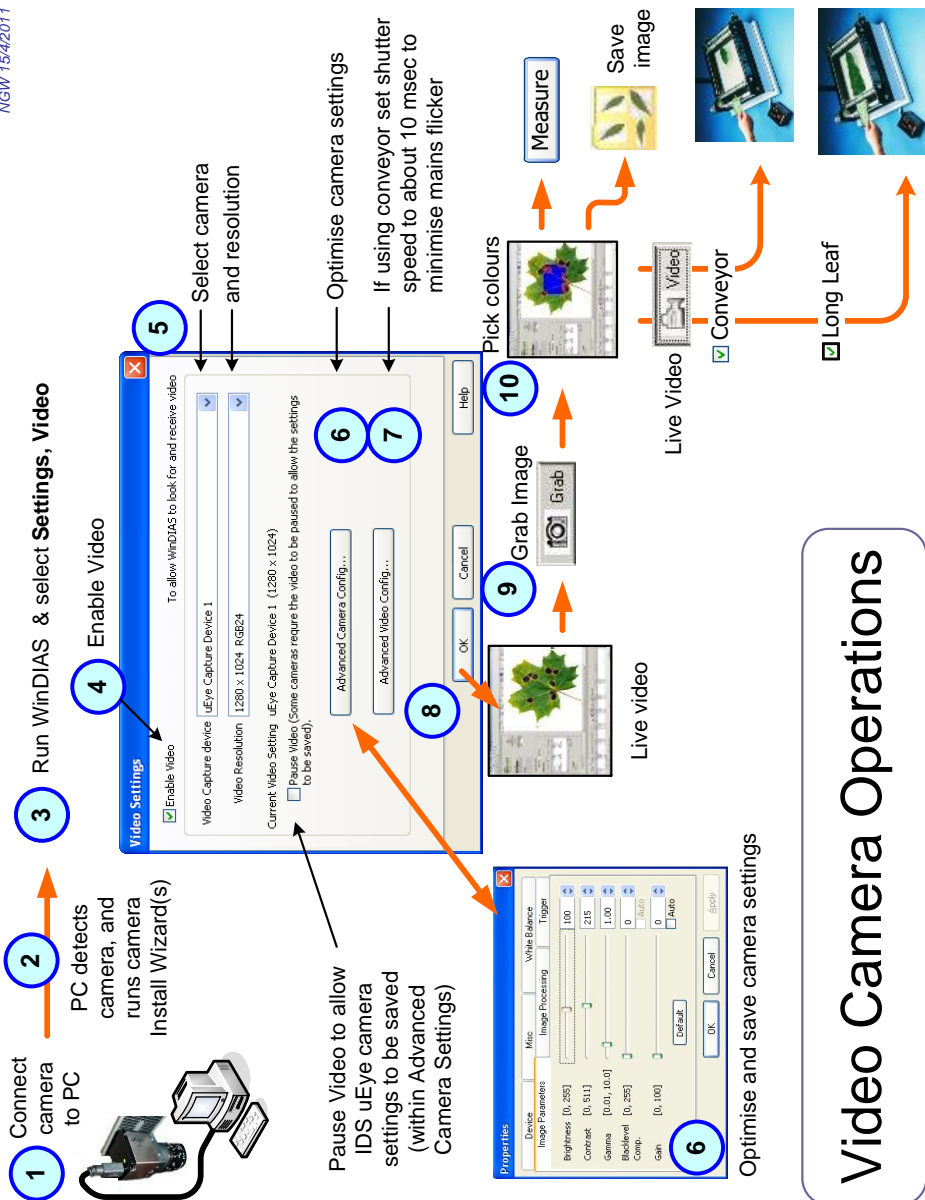 NGW 15/4/2011
1
Connect
camera
to PC
2
PC detects
camera, and
runs camera
Install Wizard(s)
3
Run WinDIAS & select Settings, Video
4
Enable Video
Video Settings
Enable Video
To allow WinDIAS to look for and receive video
Video Capture device
uEye Capture Device 1
Video Resolution
1280 x 1024 RGB24
Current Video Setting uEye Capture Device 1 (1280 x 1024)
Pause Video (Some cameras requre the video to be paused to allow the settings
to be saved).
Advanced Camera Config...
Advanced Video Config...
OK
Cancel
Help
5
Select camera
and resolution
6
Optimise camera settings
7
If using conveyor set shutter
speed to about 10 msec to
minimise mains flicker
Pause Video to allow
IDS uEye camera
settings to be saved
(within Advanced
Camera Settings)
Properties
Device
Misc
White Balance
Image Parameters
Image Processing
Trigger
Brightness [0, 255]
100
Contrast [0, 511]
215
Gamma [0.01, 10.0]
1.00
Blacklevel [0, 255]
Comp.
0
Auto
Gain [0, 100]
0
Auto
Default
OK
Cancel
Apply
6
Optimise and save camera settings
8
Live video
9
Grab Image
Grab
10
Pick colours
Measure
Save
image
Live Video
Video
Conveyor
Long Leaf
Video Camera Operations